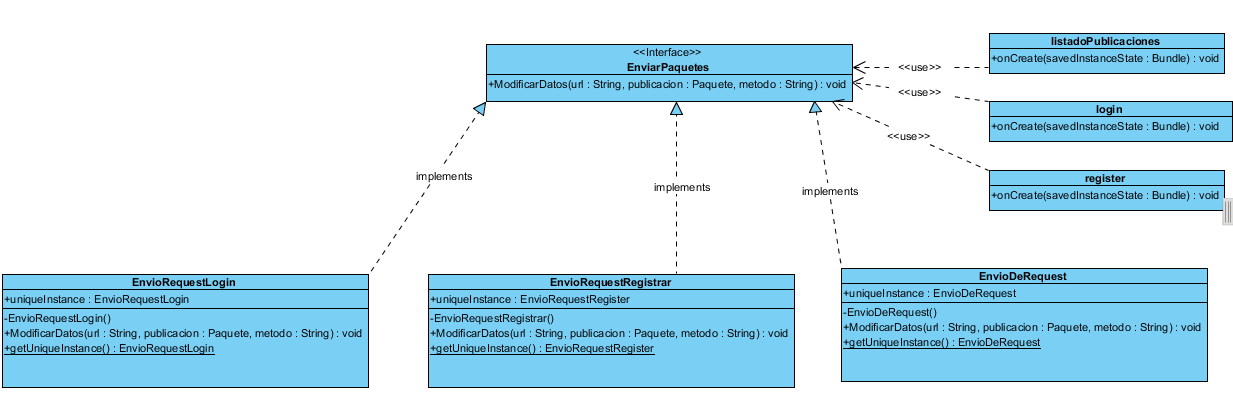 <<Interface>>
EnviarPaquetes
+ModificarDatos(url : String, publicacion : Paquete, metodo : String) : void
listadoPublicaciones
+onCreate(savedInstanceState : Bundle) : void
<<use>>
<<use>>
login
+onCreate(savedInstanceState : Bundle) : void
<<use>>
register
+onCreate(savedInstanceState : Bundle) : void
implements
implements
implements
EnvioRequestLogin
+uniqueInstance : EnvioRequestLogin
-EnvioRequestLogin()
+ModificarDatos(url : String, publicacion : Paquete, metodo : String) : void
+getUniqueInstance() : EnvioRequestLogin
EnvioRequestRegistrar
+uniqueInstance : EnvioRequestRegister
-EnvioRequestRegistrar()
+ModificarDatos(url : String, publicacion : Paquete, metodo : String) : void
+getUniqueInstance() : EnvioRequestRegister
EnvioDeRequest
+uniqueInstance : EnvioDeRequest
-EnvioDeRequest()
+ModificarDatos(url : String, publicacion : Paquete, metodo : String) : void
+getUniqueInstance() : EnvioDeRequest